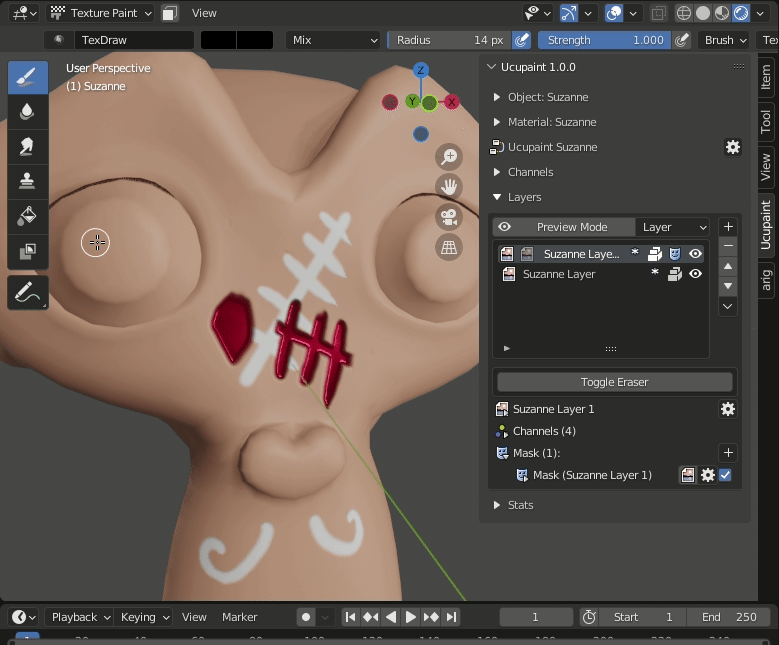 Texture Paint View
TexDraw Mix Radius 14 px Strength 1.000 Brush Tex
User Perspective
(1) Suzanne
Z
Y X
Ucupaint 1.0.0
Object: Suzanne
Material: Suzanne
Ucupaint Suzanne
Channels
Layers
Preview Mode Layer
Suzanne Laye...
Suzanne Layer
Toggle Eraser
Suzanne Layer 1
Channels (4)
Mask (1):
Mask (Suzanne Layer 1)
Stats
Item
Tool
View
Ucupaint
arig
Playback Keying View Marker 1 Start 1 End 250